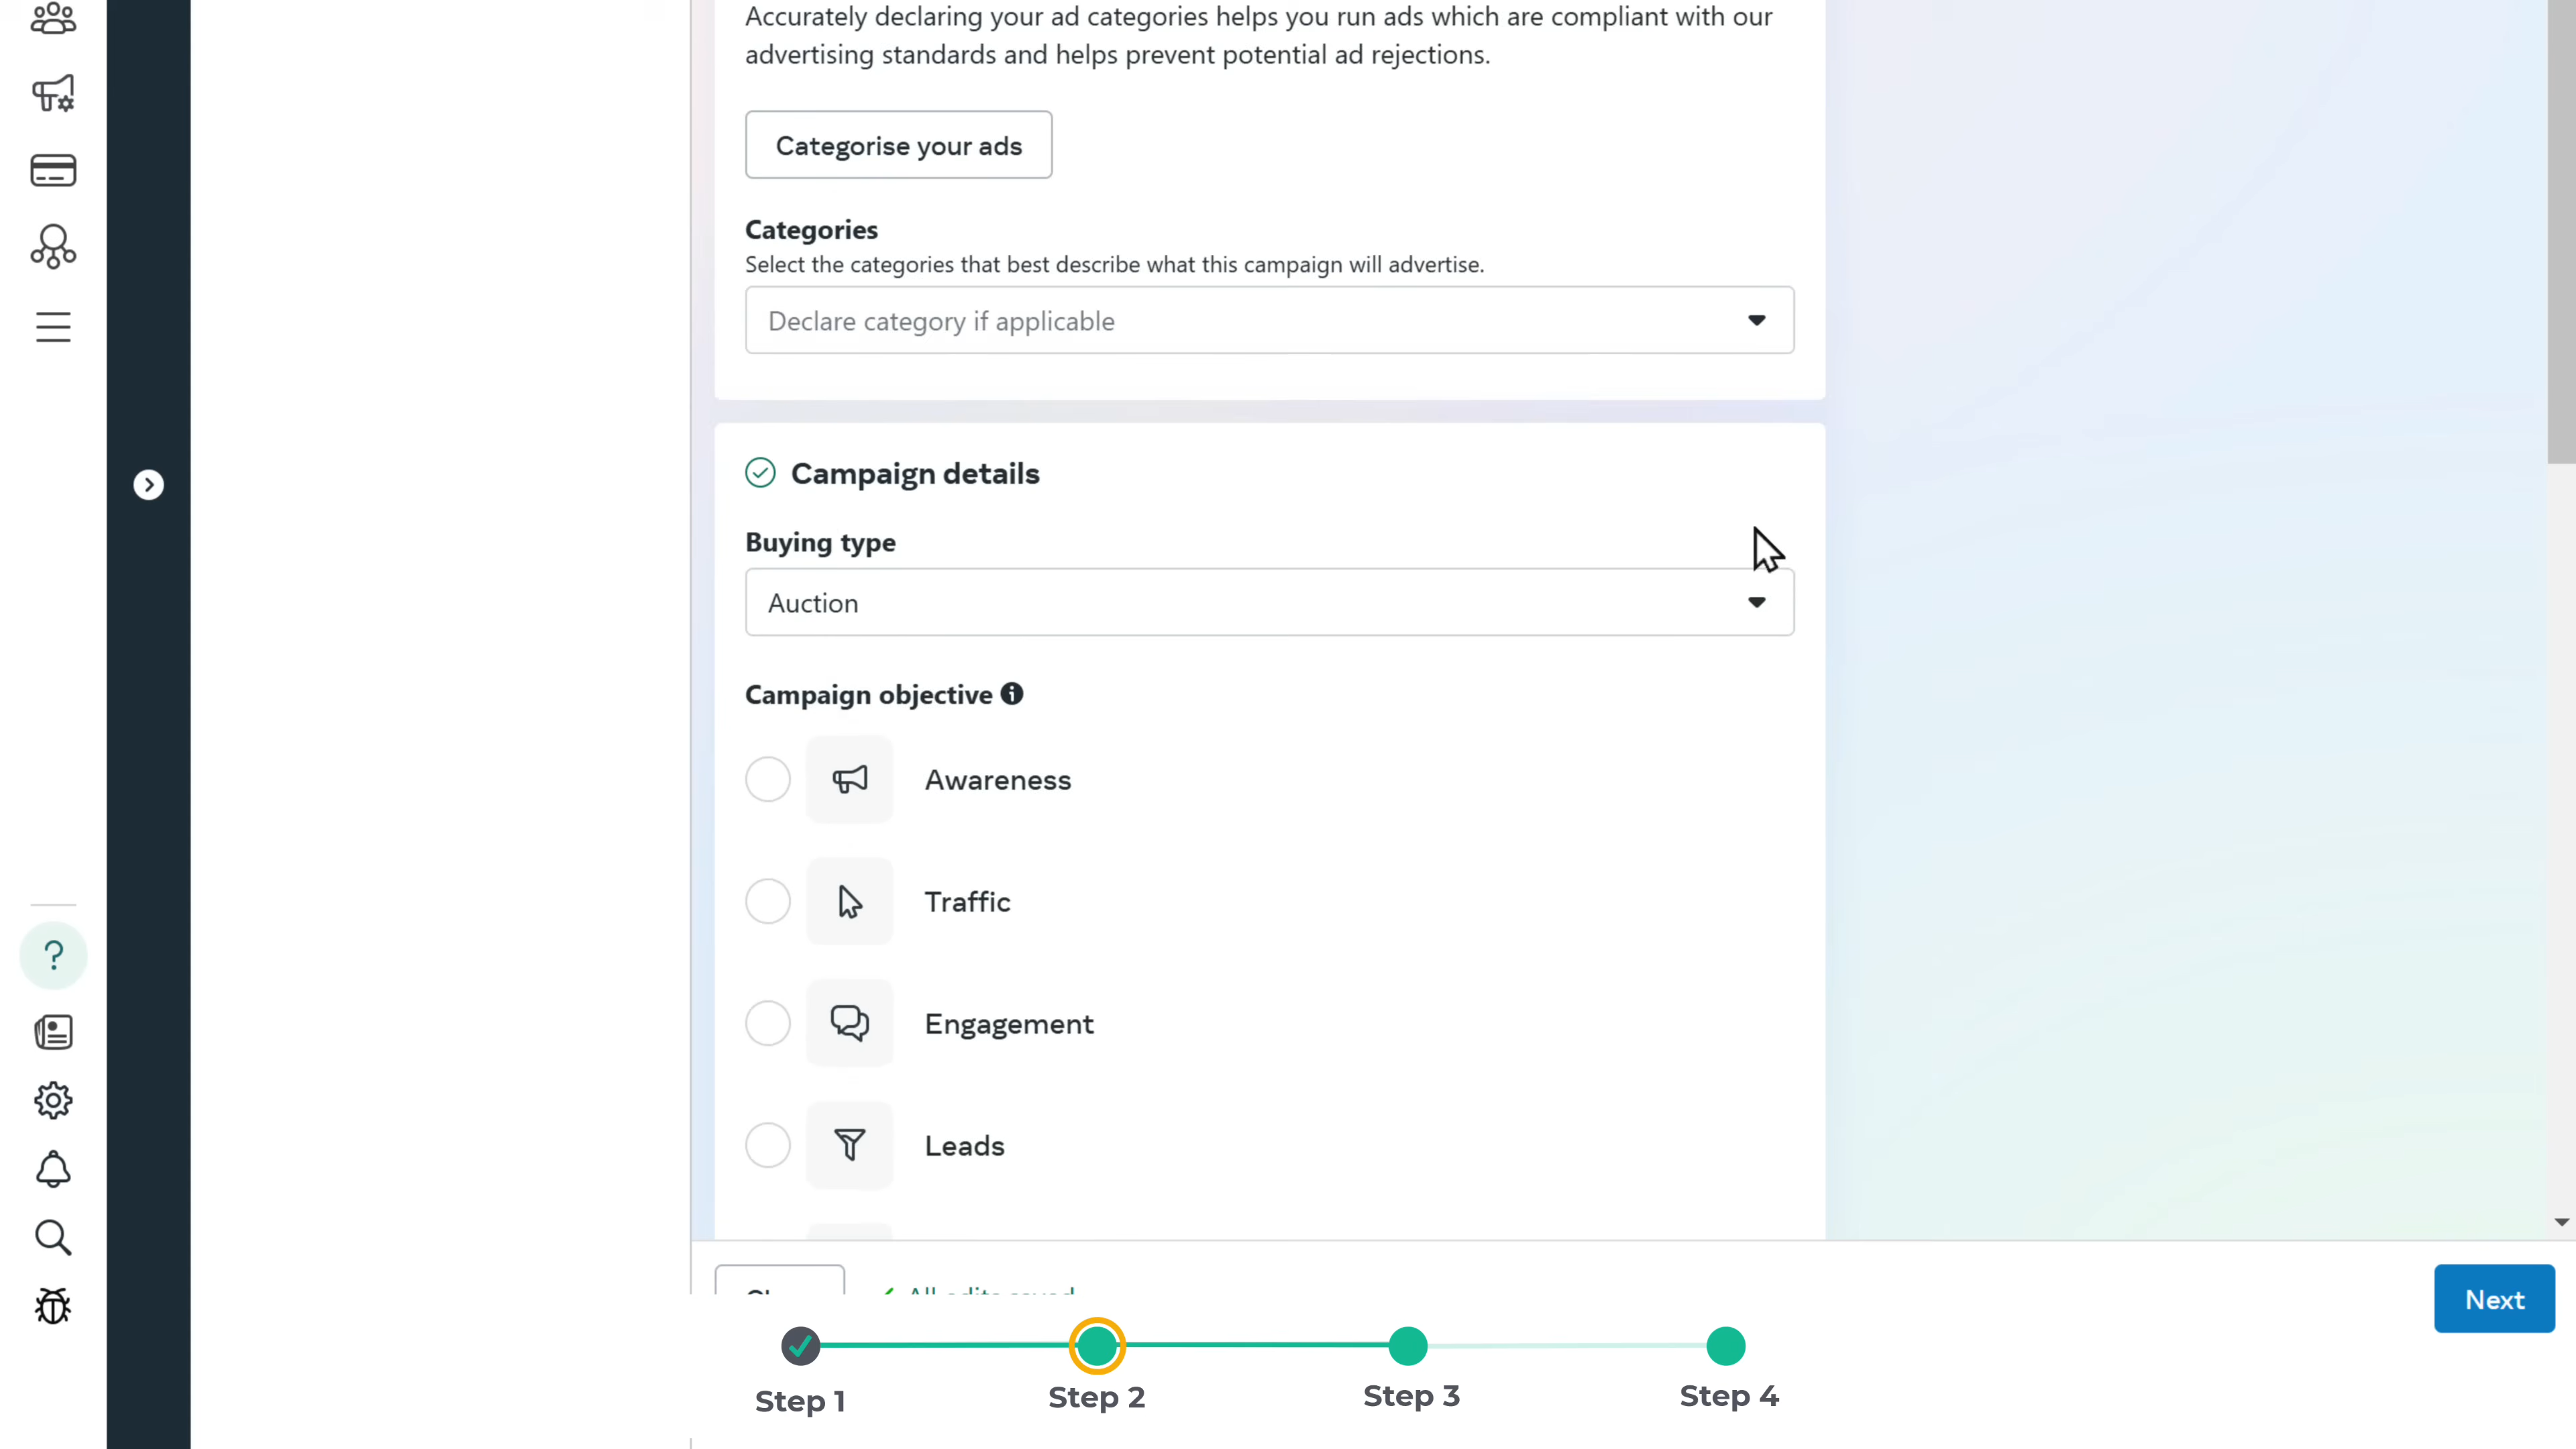 Accurately declaring your ad categories helps you run ads which are compliant with our
advertising standards and helps prevent potential ad rejections.
Categorise your ads
Categories
Select the categories that best describe what this campaign will advertise.
Declare category if applicable
Campaign details
Buying type
Auction
Campaign objective
Awareness
Traffic
Engagement
Leads
All edits saved
Next
Step 1
Step 2
Step 3
Step 4